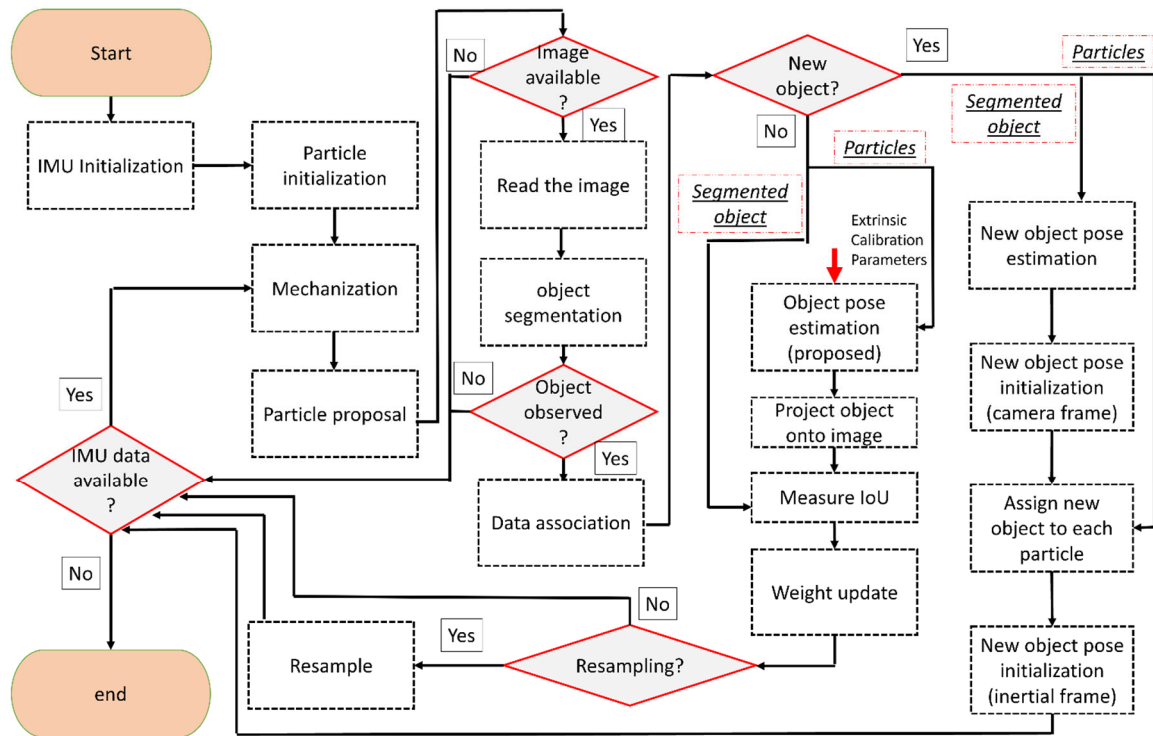 Start
IMU Initialization
Particle
initialization
Mechanization
Particle proposal
Yes
IMU data
available
?
No
end
No
Image
available
?
Yes
Read the image
object
segmentation
No
Object
observed
?
Yes
Data association
New
object?
Yes
No
Particles
Segmented
object
Particles
Segmented
object
Extrinsic
Calibration
Parameters
Object pose
estimation
(proposed)
Project object
onto image
Measure IoU
Weight update
Resampling?
No
Yes
Resample
New object pose
estimation
New object pose
initialization
(camera frame)
Assign new
object to each
particle
New object pose
initialization
(inertial frame)